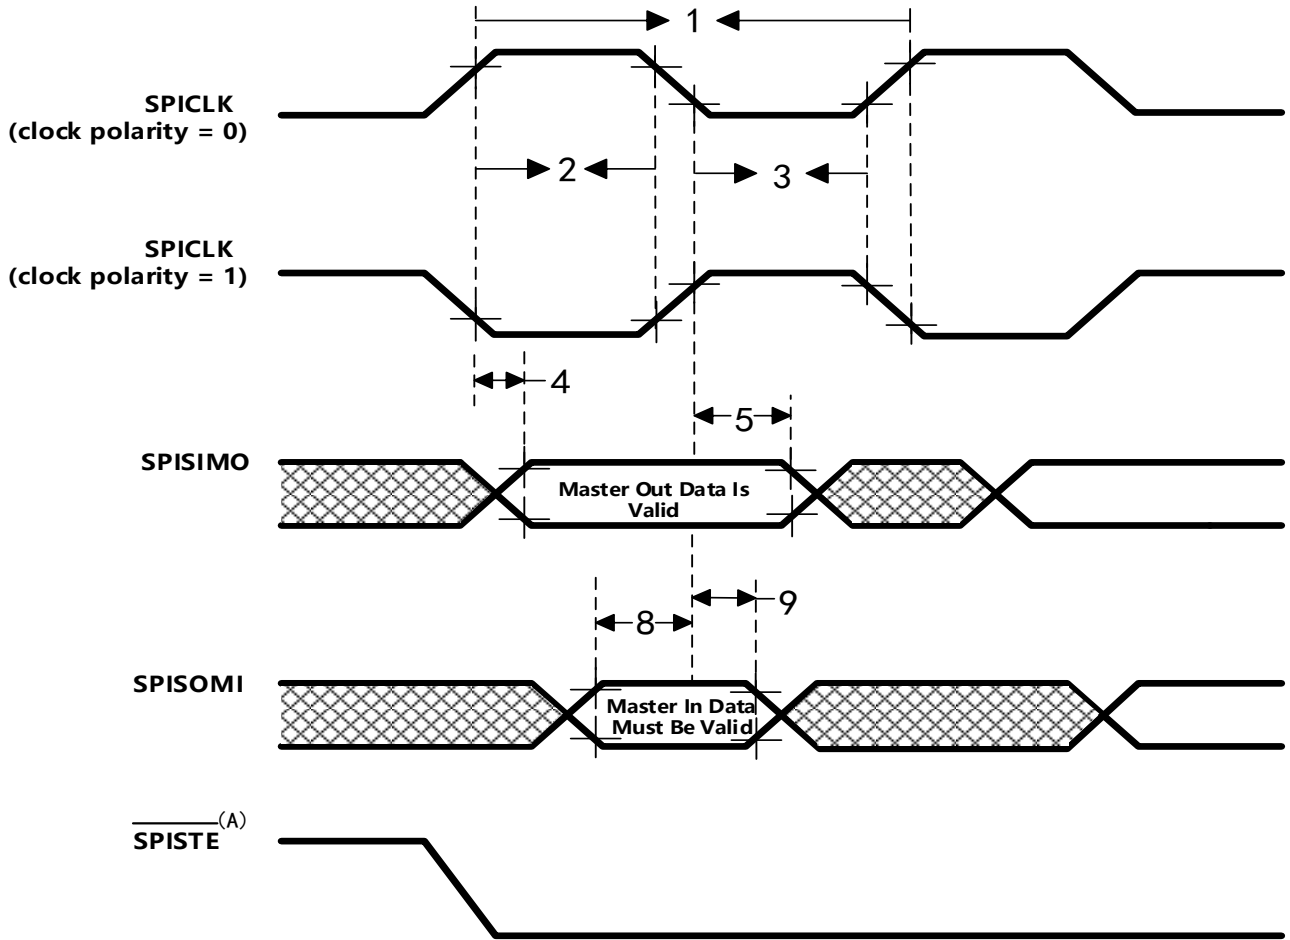 1
SPICLK
(clock polarity = 0)
2
3
SPICLK
(clock polarity = 1)
4
5
SPISIMO
Master Out Data Is
Valid
9
8
SPISOMI
Master In Data
Must Be Valid
SPISTE(A)